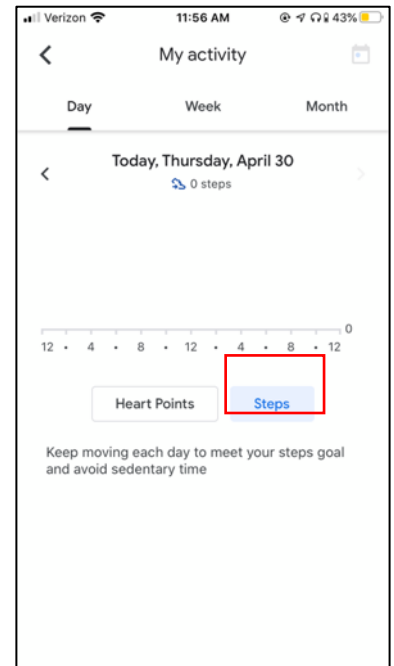 Verizon 11:56 AM 43%
My activity
Day Week Month
Today, Thursday, April 30
0 steps
0
12 • 4 • 8 • 12 • 4 • 8 • 12
Heart Points Steps
Keep moving each day to meet your steps goal
and avoid sedentary time